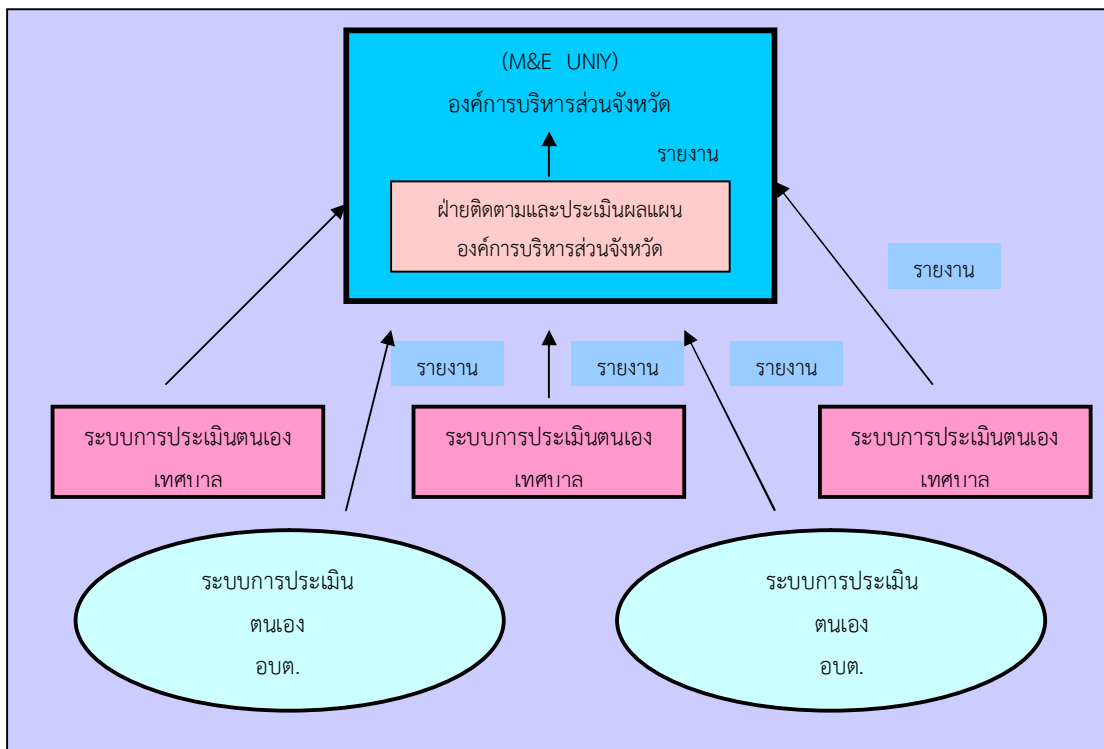 (M&E UNIY)
องค์การบริหารส่วนจังหวัด
รายงาน
ฝ่ายติดตามและประเมินผลแผน
องค์การบริหารส่วนจังหวัด
รายงาน
รายงาน
รายงาน
รายงาน
ระบบการประเมินตนเอง
เทศบาล
ระบบการประเมินตนเอง
เทศบาล
ระบบการประเมินตนเอง
เทศบาล
ระบบการประเมิน
ตนเอง
อบต.
ระบบการประเมิน
ตนเอง
อบต.